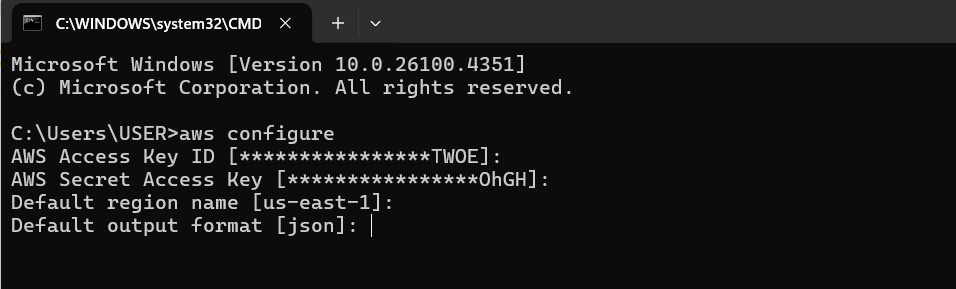 C:\WINDOWS\system32\CMD
Microsoft Windows [Version 10.0.26100.4351]
(c) Microsoft Corporation. All rights reserved.
C:\Users\USER>aws configure
AWS Access Key ID [****************TWOE]:
AWS Secret Access Key [****************OhGH]:
Default region name [us-east-1]:
Default output format [json]: